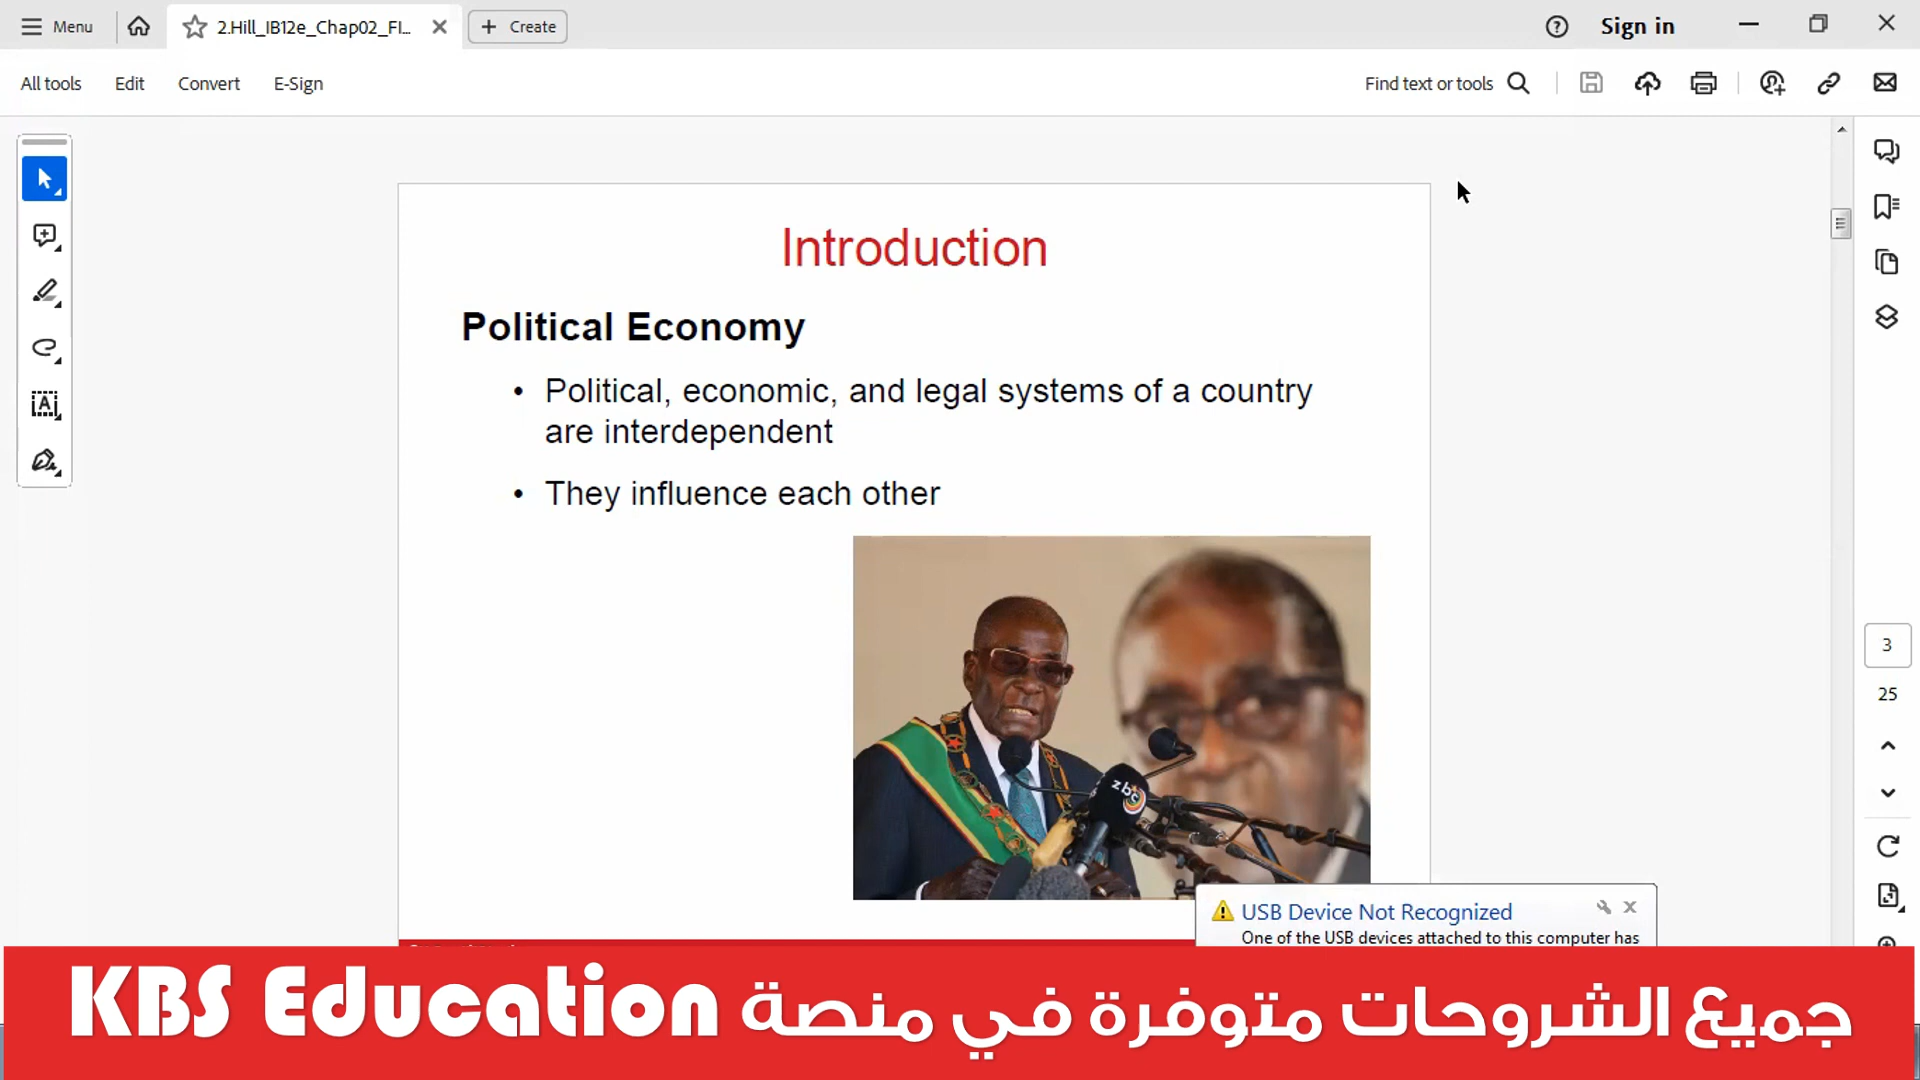 Menu
2.Hill_IB12e_Chap02_FI...
Create
Sign in
All tools
Edit
Convert
E-Sign
Find text or tools
Introduction
Political Economy
• Political, economic, and legal systems of a country
are interdependent
• They influence each other
zbc
3
25
USB Device Not Recognized
One of the USB devices attached to this computer has
جميع الشروحات متوفرة في منصة KBS Education